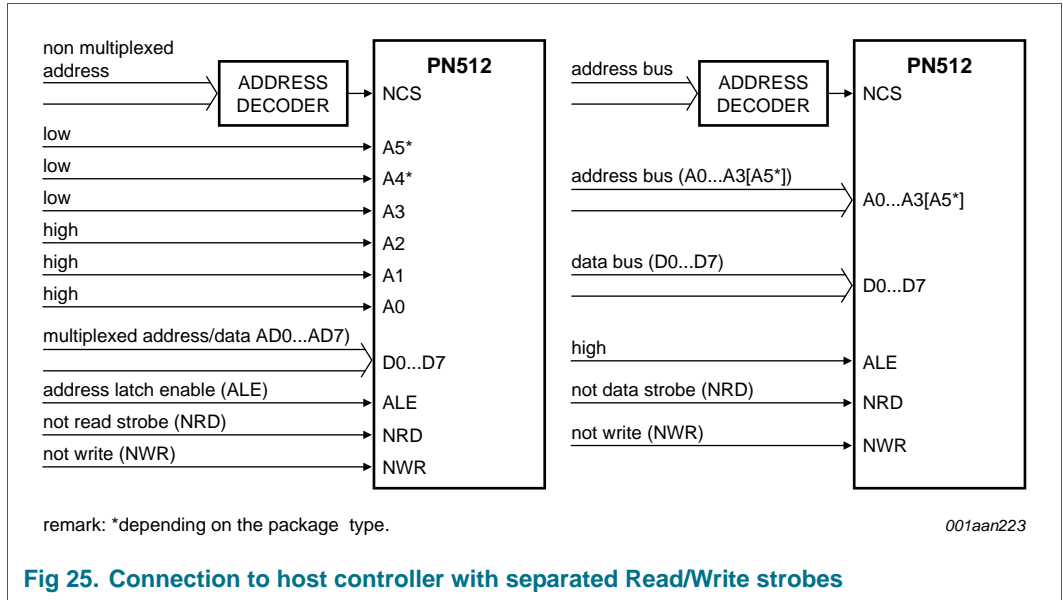 non multiplexed
address
ADDRESS
DECODER
PN512
NCS
low
A5*
low
A4*
low
A3
high
A2
high
A1
high
A0
multiplexed address/data AD0...AD7)
D0...D7
address latch enable (ALE)
ALE
not read strobe (NRD)
NRD
not write (NWR)
NWR
address bus
ADDRESS
DECODER
PN512
NCS
address bus (A0...A3[A5*])
A0...A3[A5*]
data bus (D0...D7)
D0...D7
high
ALE
not data strobe (NRD)
NRD
not write (NWR)
NWR
remark: *depending on the package type.
001aan223
Fig 25. Connection to host controller with separated Read/Write strobes